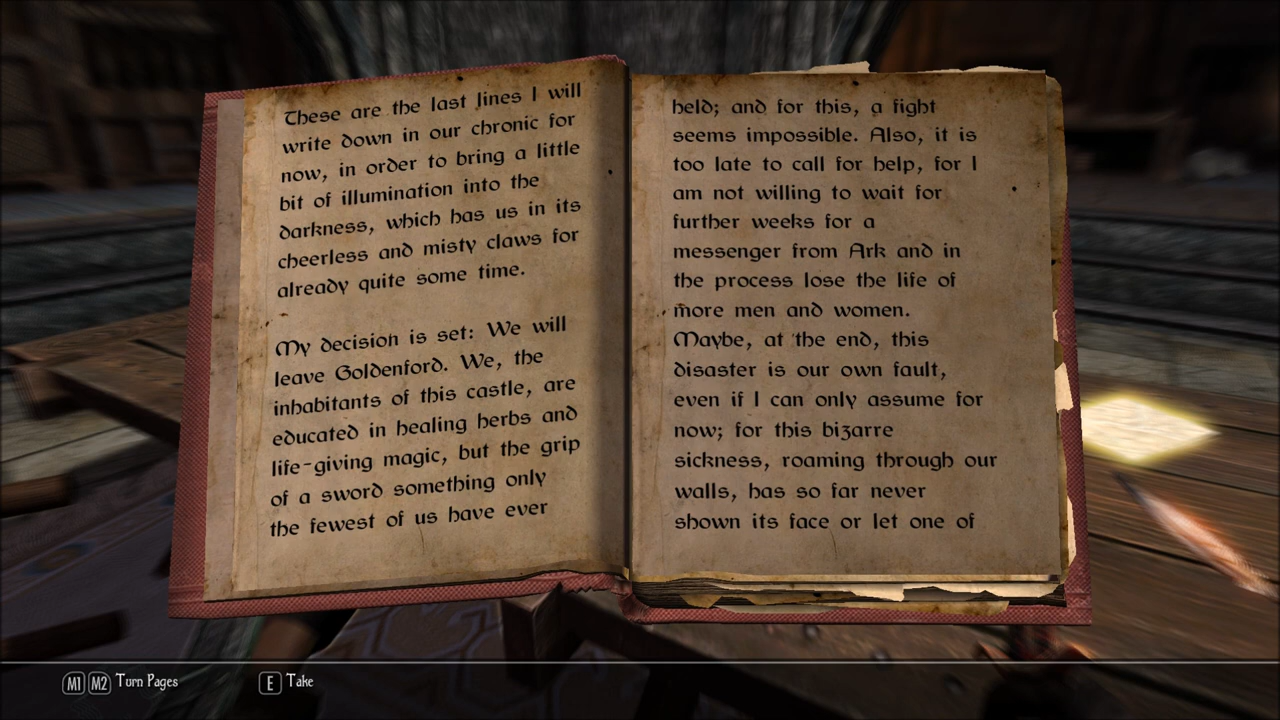 These are the last lines I will
write down in our chronic for
now, in order to bring a little
bit of illumination into the
darkness, which has us in its
cheerless and misty claws for
already quite some time.
My decision is set: We will
leave Goldenford. We, the
inhabitants of this castle, are
educated in healing herbs and
life-giving magic, but the grip
of a sword something only
the fewest of us have ever
held; and for this, a fight
seems impossible. Also, it is
too late to call for help, for I
am not willing to wait for
further weeks for a
messenger from Ark and in
the process lose the life of
more men and women.
Maybe, at the end, this
disaster is our own fault,
even if I can only assume for
now; for this bizarre
sickness, roaming through our
walls, has so far never
shown its face or let one of
M1 M2 Turn Pages
E Take